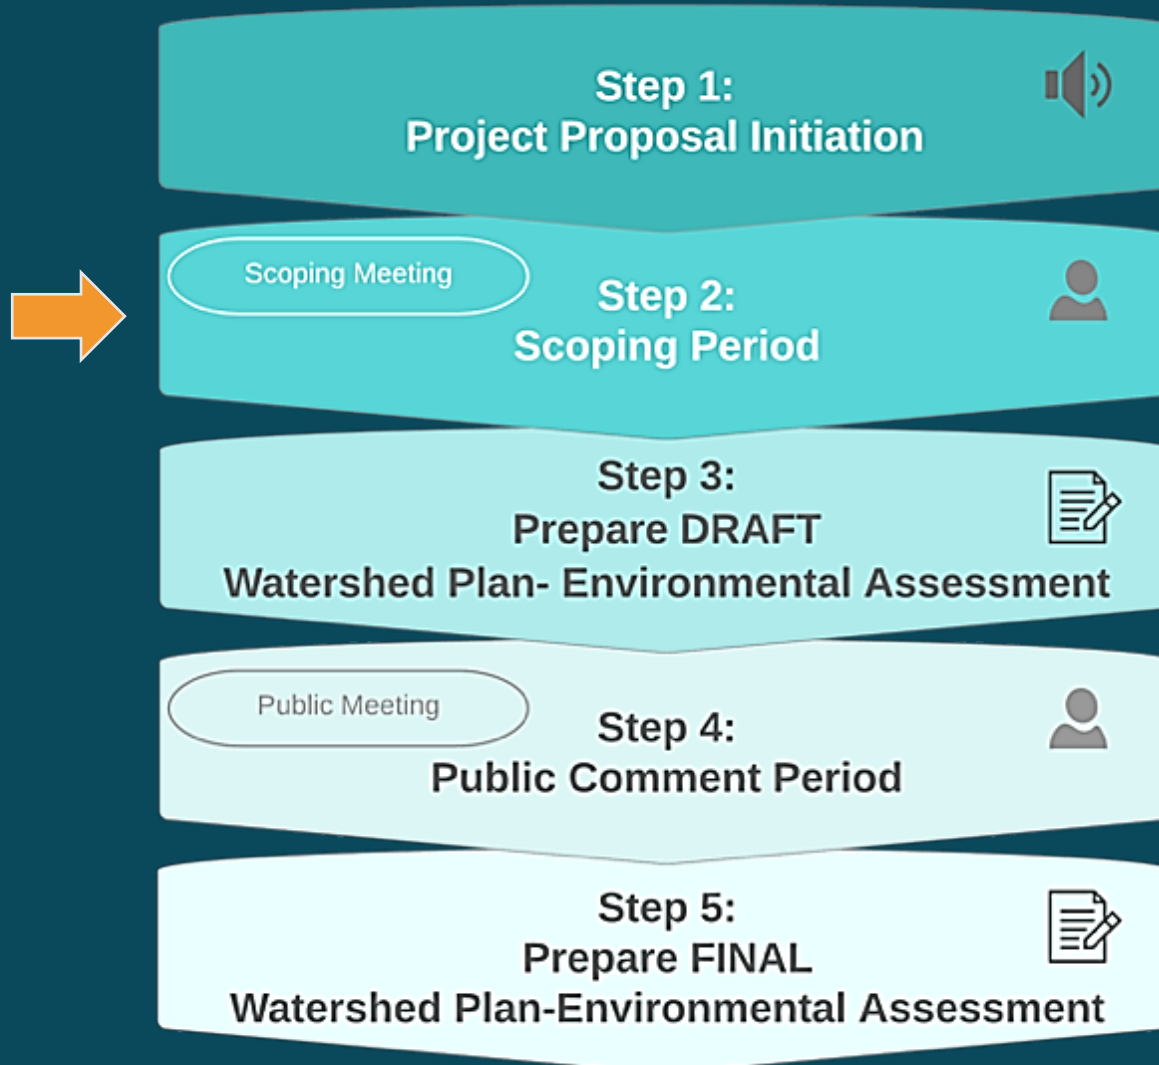 Step 1:
Project Proposal Initiation
Scoping Meeting
Step 2:
Scoping Period
Step 3:
Prepare DRAFT
Watershed Plan- Environmental Assessment
Public Meeting
Step 4:
Public Comment Period
Step 5:
Prepare FINAL
Watershed Plan-Environmental Assessment